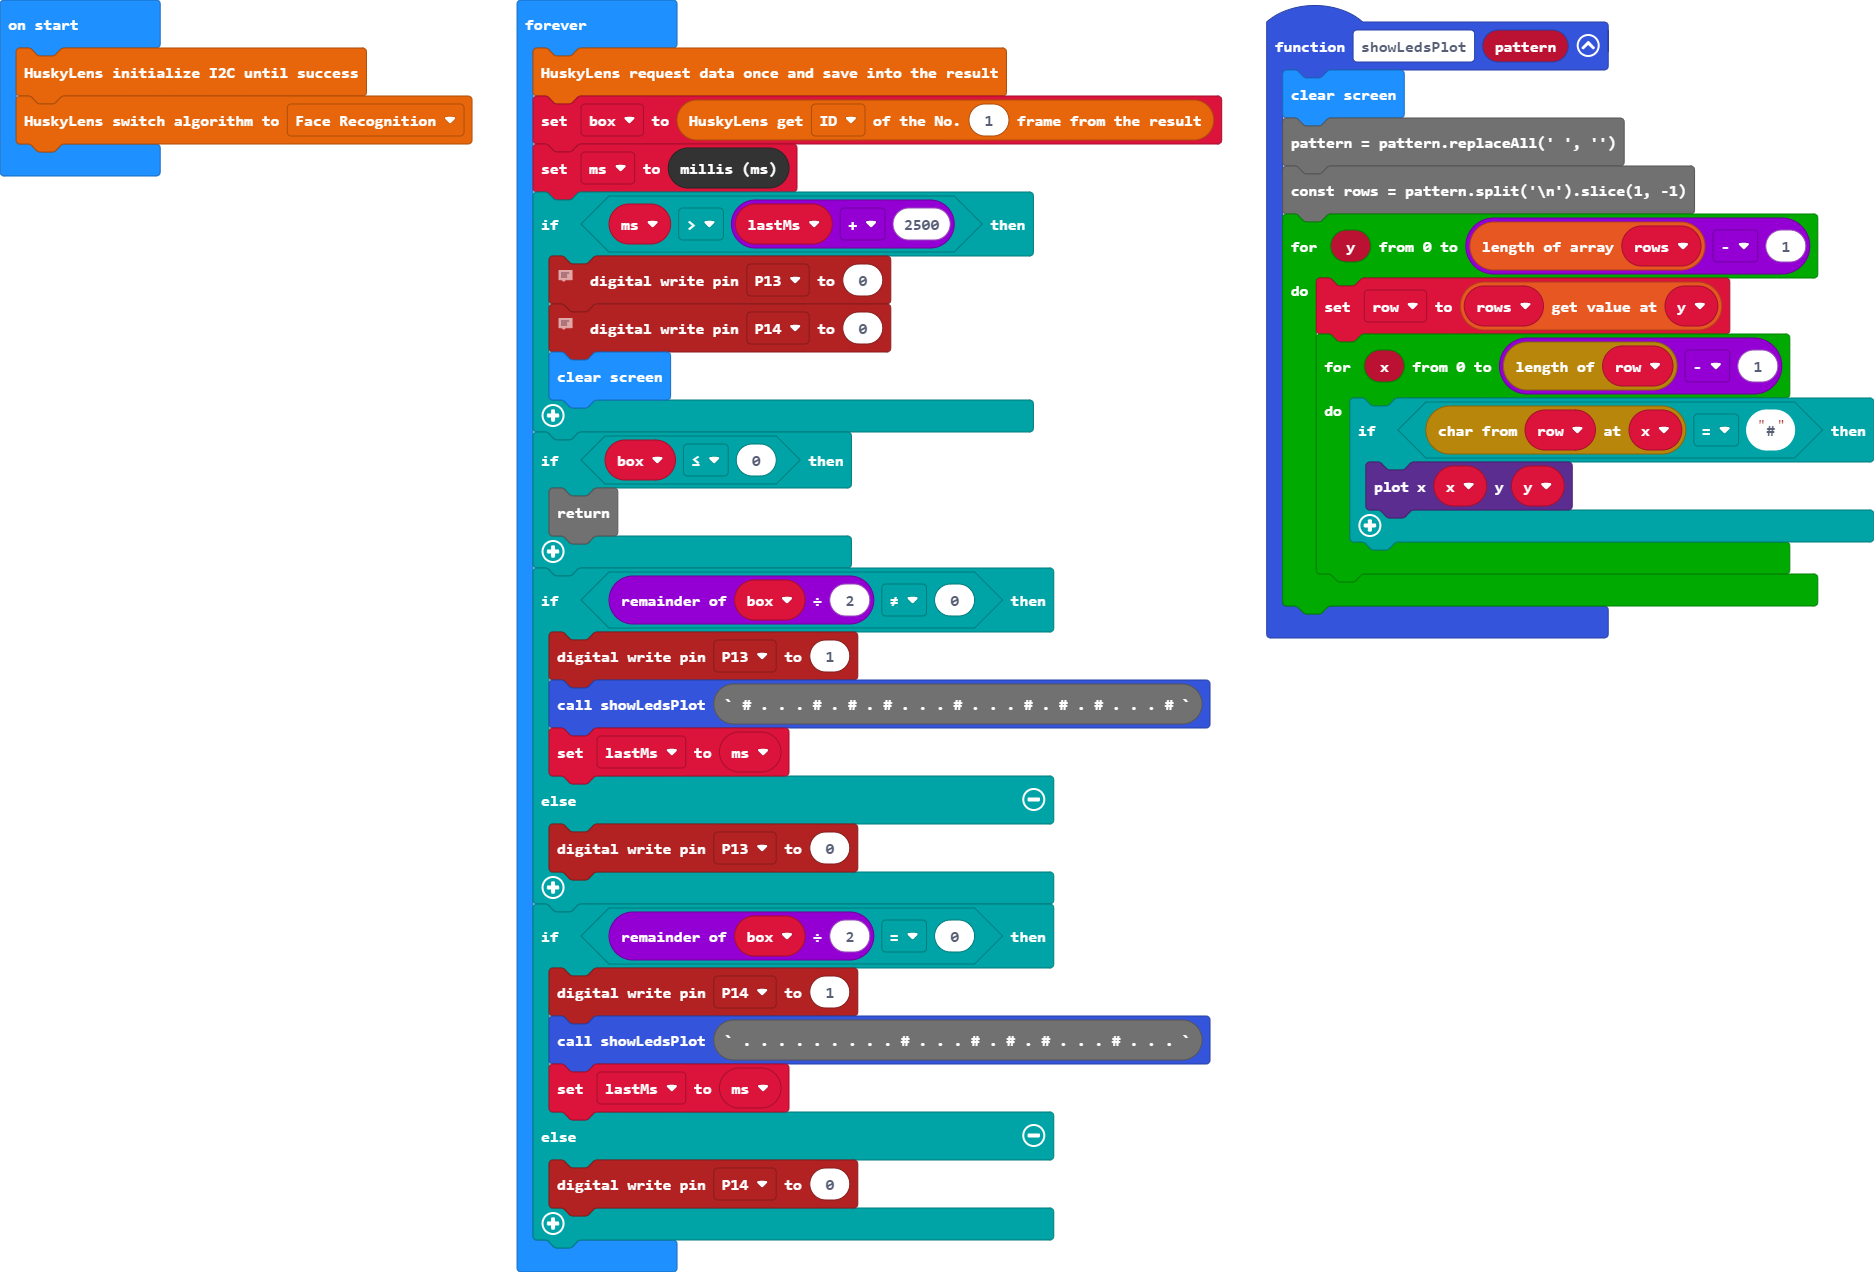 on start
HuskyLens initialize I2C until success
HuskyLens switch algorithm to Face Recognition
forever
HuskyLens request data once and save into the result
set box to HuskyLens get ID of the No. 1 frame from the result
set ms to millis (ms)
if ms > lastMs + 2500 then
digital write pin P13 to 0
digital write pin P14 to 0
clear screen
if box ≤ 0 then
return
if remainder of box ÷ 2 ≠ 0 then
digital write pin P13 to 1
call showLedsPlot ` # . . . # . # . # . . . # . . . # . # . # . . . # `
set lastMs to ms
else
digital write pin P13 to 0
if remainder of box ÷ 2 = 0 then
digital write pin P14 to 1
call showLedsPlot ` . . . . . . . . . # . . . # . # . # . . . # . . . `
set lastMs to ms
else
digital write pin P14 to 0
function showLedsPlot pattern
clear screen
pattern = pattern.replaceAll(' ', '')
const rows = pattern.split('\n').slice(1, -1)
for y from 0 to length of array rows - 1
do
set row to rows get value at y
for x from 0 to length of row - 1
do
if char from row at x = "#" then
plot x x y y